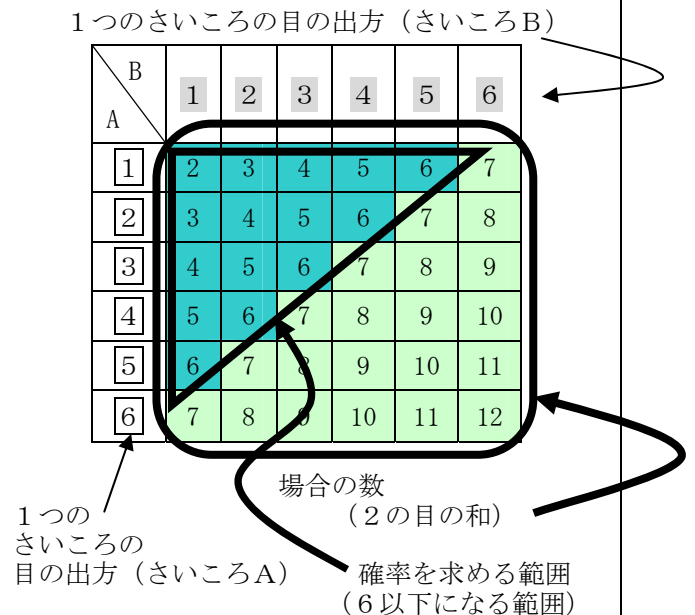 1つのさいころの目の出方（さいころB）
B
A
1 2 3 4 5 6
1 2 3 4 5 6 7
2 3 4 5 6 7 8
3 4 5 6 7 8 9
4 5 6 7 8 9 10
5 6 7 8 9 10 11
6 7 8 9 10 11 12
場合の数
（2の目の和）
1つの
さいころの
目の出方（さいころA）
確率を求める範囲
（6以下になる範囲）